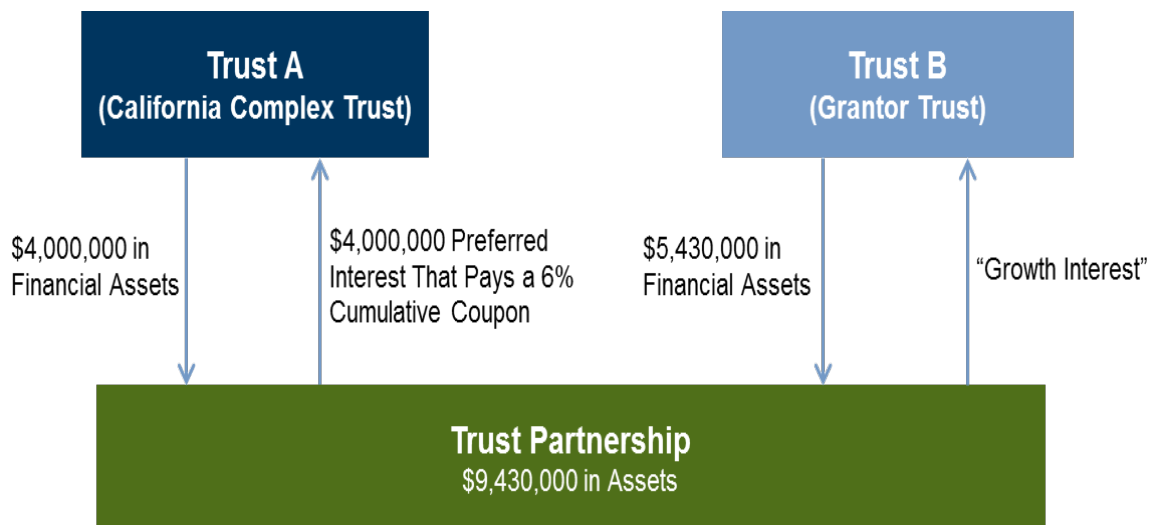 Trust A
(California Complex Trust)
Trust B
(Grantor Trust)
$4,000,000 in
Financial Assets
$4,000,000 Preferred
Interest That Pays a 6%
Cumulative Coupon
$5,430,000 in
Financial Assets
“Growth Interest”
Trust Partnership
$9,430,000 in Assets